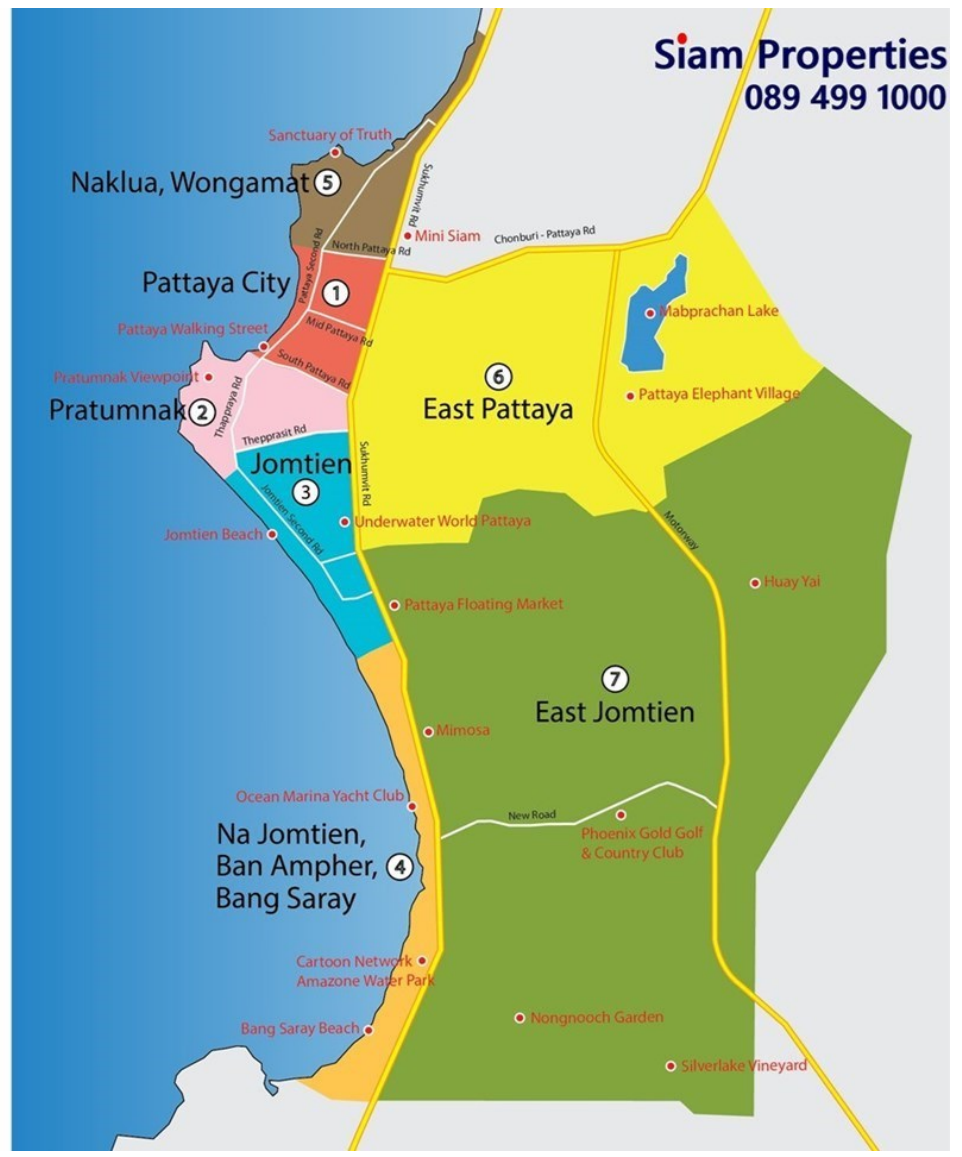 Siam Properties
089 499 1000
Sanctuary of Truth
Naklua, Wongamat
5
Sukhumvit Rd
Mini Siam
Chonburi - Pattaya Rd
North Pattaya Rd
Pattaya Second Rd
Pattaya City
1
Mabprachan Lake
Mid Pattaya Rd
Pattaya Walking Street
South Pattaya Rd
Pratumnak Viewpoint
6
East Pattaya
Pattaya Elephant Village
Pratumnak
2
Thappraya Rd
Thepprasit Rd
Jomtien
3
Sukhumvit Rd
Jomtien Second Rd
Underwater World Pattaya
Jomtien Beach
Motorway
Huay Yai
Pattaya Floating Market
7
East Jomtien
Mimosa
Ocean Marina Yacht Club
New Road
Phoenix Gold Golf
& Country Club
Na Jomtien,
Ban Ampher,
Bang Saray
4
Cartoon Network
Amazone Water Park
Nongnooch Garden
Bang Saray Beach
Silverlake Vineyard